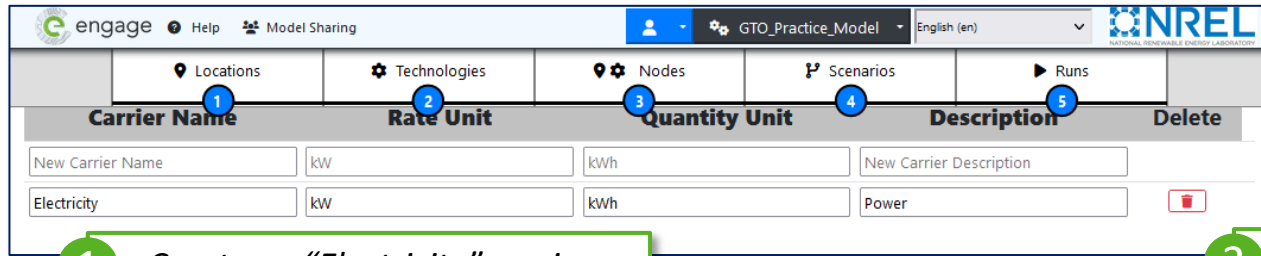 engage Help Model Sharing GTO_Practice_Model English (en) NREL
NATIONAL RENEWABLE ENERGY LABORATORY
Locations Technologies Nodes Scenarios Runs
1 2 3 4 5
Carrier Name Rate Unit Quantity Unit Description Delete
New Carrier Name kW kWh New Carrier Description
Electricity kW kWh Power